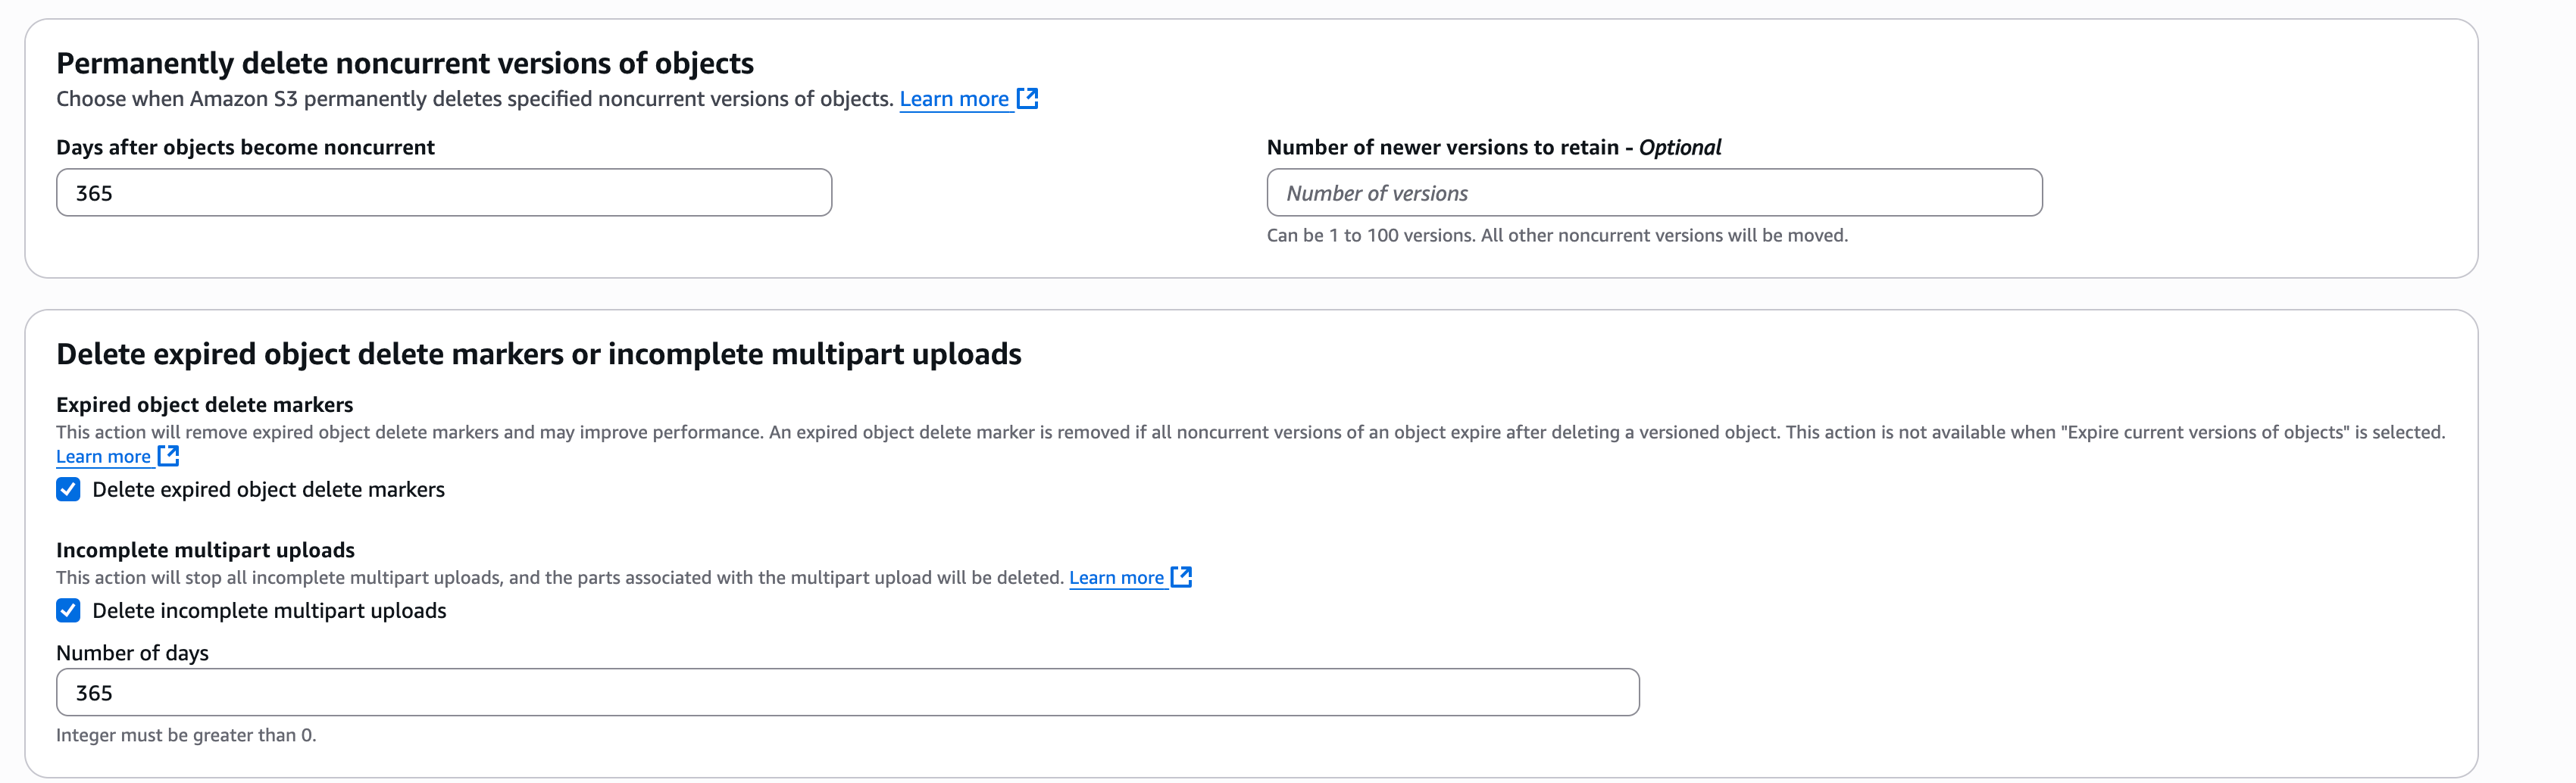 Permanently delete noncurrent versions of objects
Choose when Amazon S3 permanently deletes specified noncurrent versions of objects. Learn more
Days after objects become noncurrent
365
Number of newer versions to retain - Optional
Number of versions
Can be 1 to 100 versions. All other noncurrent versions will be moved.
Delete expired object delete markers or incomplete multipart uploads
Expired object delete markers
This action will remove expired object delete markers and may improve performance. An expired object delete marker is removed if all noncurrent versions of an object expire after deleting a versioned object. This action is not available when "Expire current versions of objects" is selected.
Learn more
Delete expired object delete markers
Incomplete multipart uploads
This action will stop all incomplete multipart uploads, and the parts associated with the multipart upload will be deleted. Learn more
Delete incomplete multipart uploads
Number of days
365
Integer must be greater than 0.